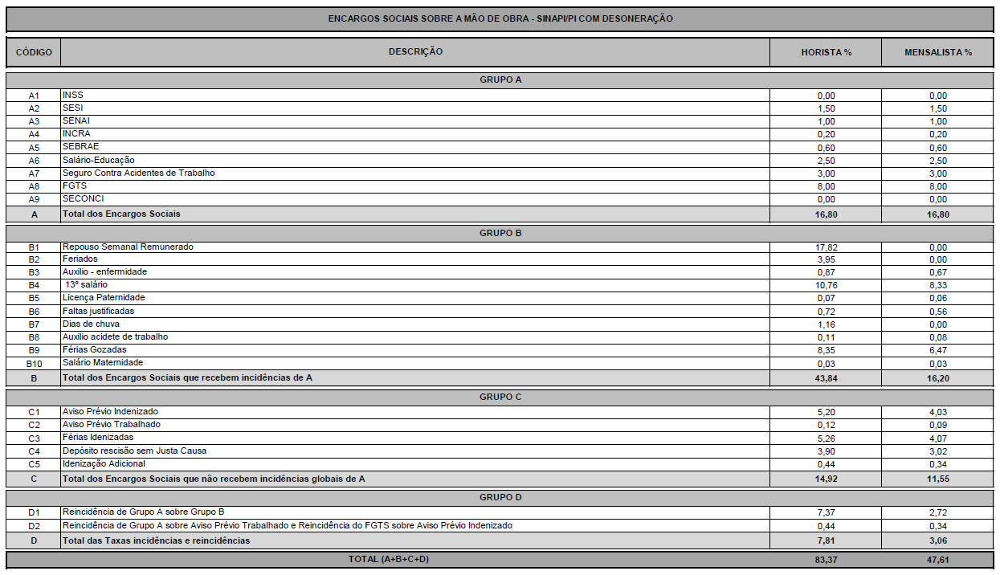 ENCARGOS SOCIAIS SOBRE A MÃO DE OBRA - SINAPI/PI COM DESONERAÇÃO
CÓDIGO DESCRIÇÃO HORISTA % MENSALISTA %
GRUPO A
A1 INSS 0,00 0,00
A2 SESI 1,50 1,50
A3 SENAI 1,00 1,00
A4 INCRA 0,20 0,20
A5 SEBRAE 0,60 0,60
A6 Salário-Educação 2,50 2,50
A7 Seguro Contra Acidentes de Trabalho 3,00 3,00
A8 FGTS 8,00 8,00
A9 SECONCI 0,00 0,00
A Total dos Encargos Sociais 16,80 16,80
GRUPO B
B1 Repouso Semanal Remunerado 17,82 0,00
B2 Feriados 3,95 0,00
B3 Auxilio - enfermidade 0,87 0,67
B4 13º salário 10,76 8,33
B5 Licença Paternidade 0,07 0,06
B6 Faltas justificadas 0,72 0,56
B7 Dias de chuva 1,16 0,00
B8 Auxilio acidete de trabalho 0,11 0,08
B9 Férias Gozadas 8,35 6,47
B10 Salário Maternidade 0,03 0,03
B Total dos Encargos Sociais que recebem incidências de A 43,84 16,20
GRUPO C
C1 Aviso Prévio Indenizado 5,20 4,03
C2 Aviso Prévio Trabalhado 0,12 0,09
C3 Férias Idenizadas 5,26 4,07
C4 Depósito rescisão sem Justa Causa 3,90 3,02
C5 Idenização Adicional 0,44 0,34
C Total dos Encargos Sociais que não recebem incidências globais de A 14,92 11,55
GRUPO D
D1 Reincidência de Grupo A sobre Grupo B 7,37 2,72
D2 Reincidência de Grupo A sobre Aviso Prévio Trabalhado e Reincidência do FGTS sobre Aviso Prévio Indenizado 0,44 0,34
D Total das Taxas incidências e reincidências 7,81 3,06
TOTAL (A+B+C+D) 83,37 47,61